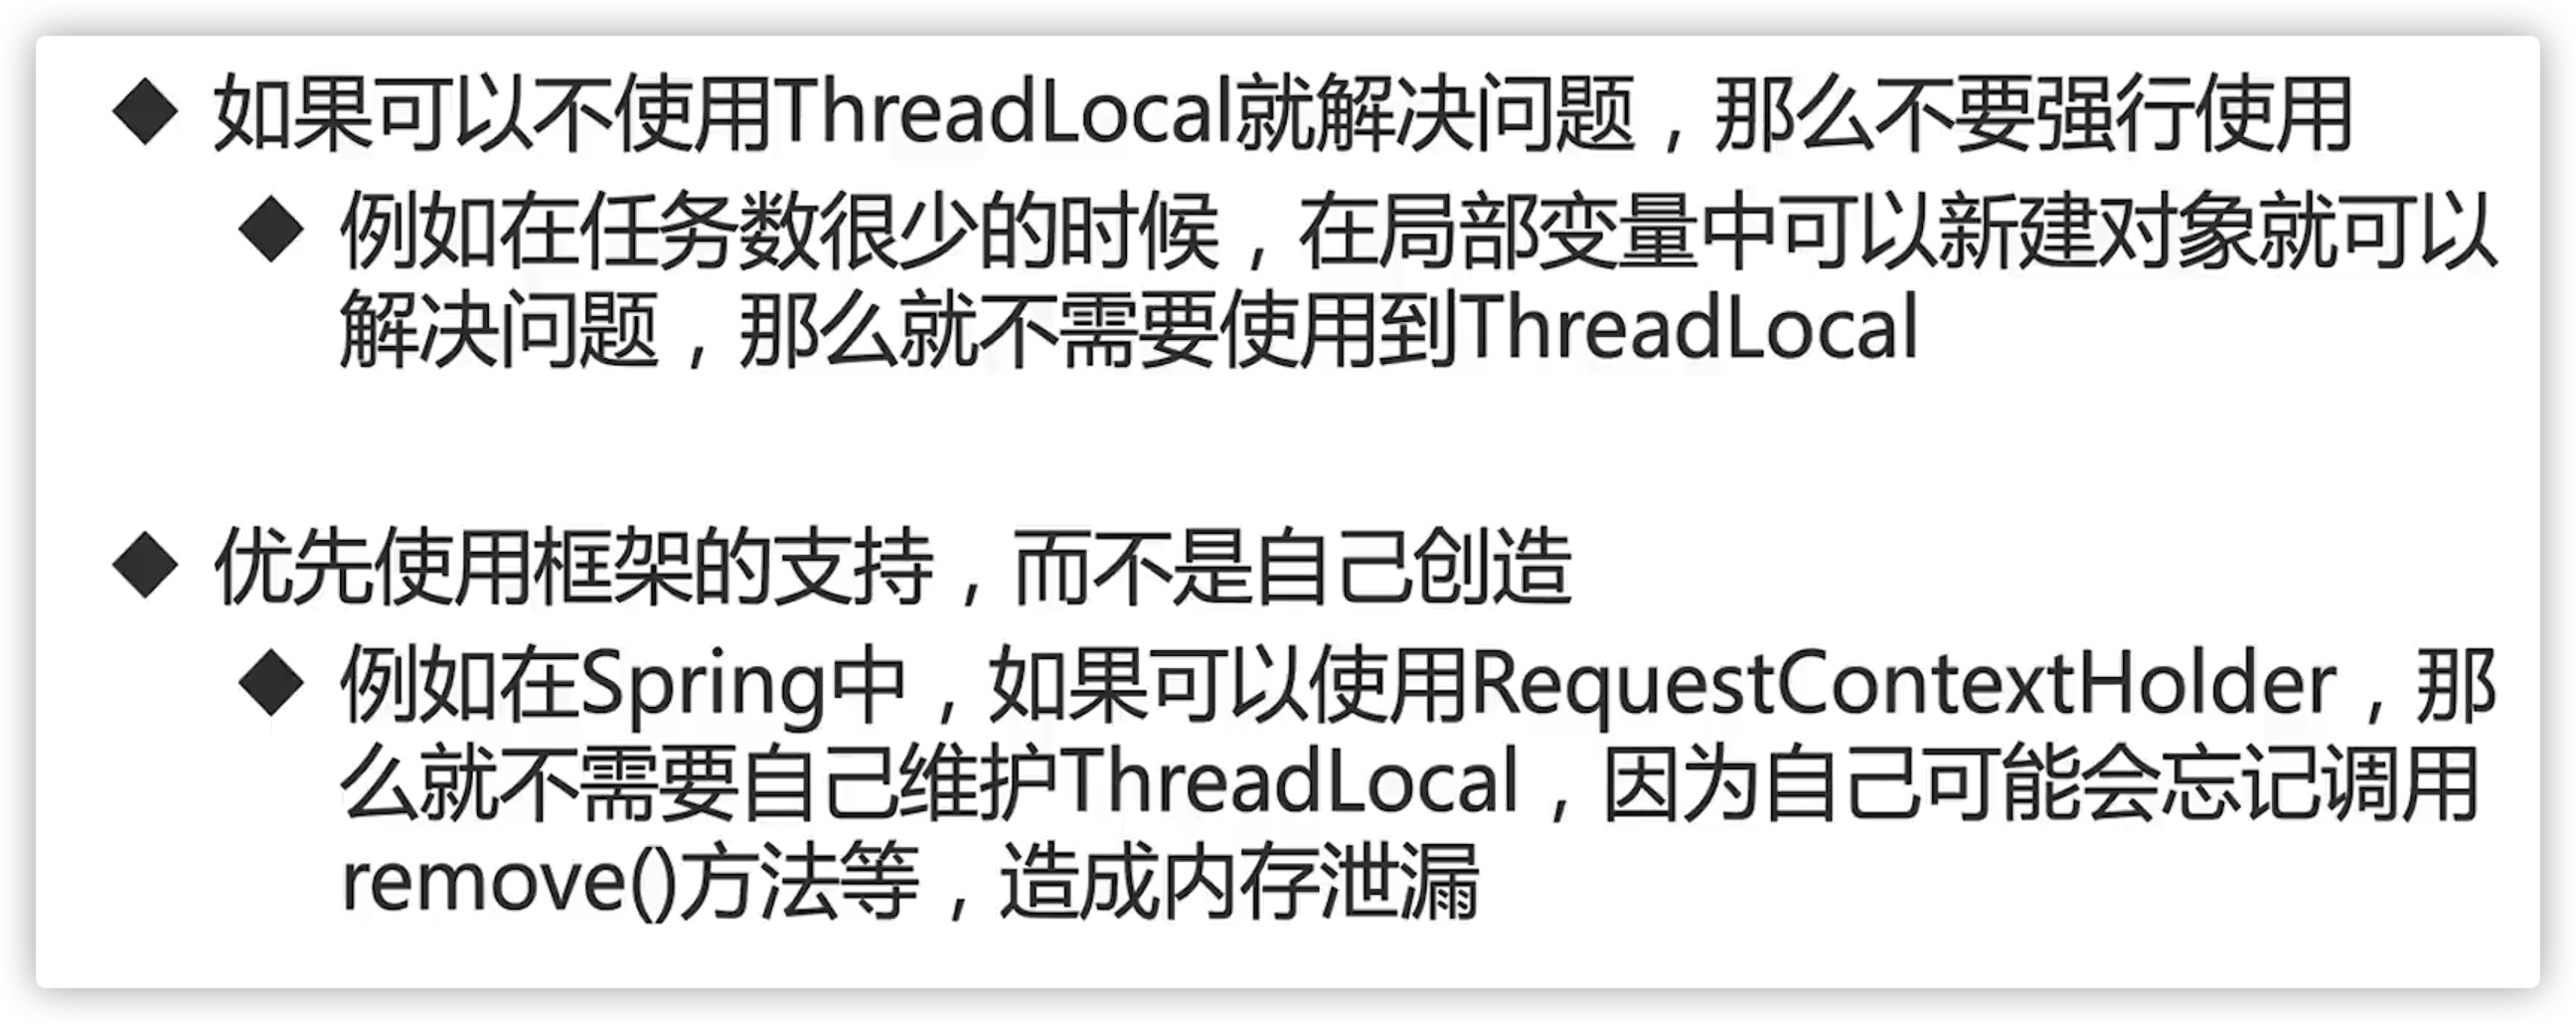 ◆ 如果可以不使用ThreadLocal就解决问题，那么不要强行使用
◆ 例如在任务数很少的时候，在局部变量中可以新建对象就可以
解决问题，那么就不需要使用到ThreadLocal
◆ 优先使用框架的支持，而不是自己创造
◆ 例如在Spring中，如果可以使用RequestContextHolder，那
么就不需要自己维护ThreadLocal，因为自己可能会忘记调用
remove()方法等，造成内存泄漏